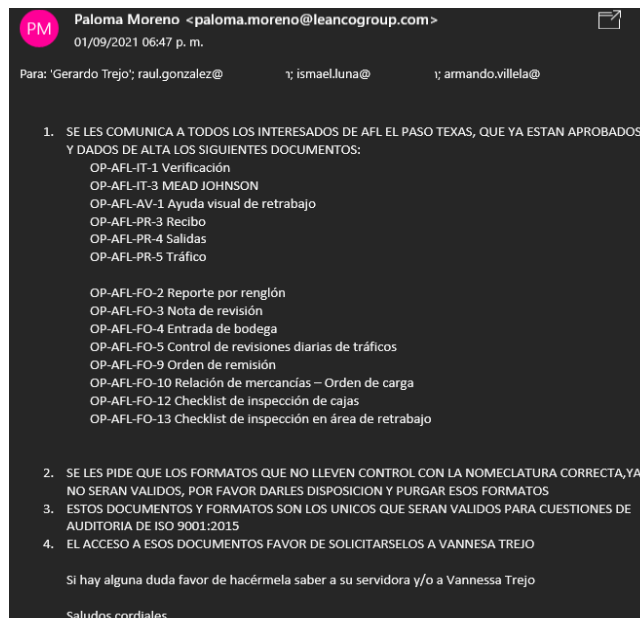 PM
Paloma Moreno <paloma.moreno@leancogroup.com>
01/09/2021 06:47 p. m.
Para: 'Gerardo Trejo'; raul.gonzalez@ ; ismael.luna@ ; armando.villela@
1. SE LES COMUNICA A TODOS LOS INTERESADOS DE AFL EL PASO TEXAS, QUE YA ESTAN APROBADOS
Y DADOS DE ALTA LOS SIGUIENTES DOCUMENTOS:
OP-AFL-IT-1 Verificación
OP-AFL-IT-3 MEAD JOHNSON
OP-AFL-AV-1 Ayuda visual de retrabajo
OP-AFL-PR-3 Recibo
OP-AFL-PR-4 Salidas
OP-AFL-PR-5 Tráfico
OP-AFL-FO-2 Reporte por renglón
OP-AFL-FO-3 Nota de revisión
OP-AFL-FO-4 Entrada de bodega
OP-AFL-FO-5 Control de revisiones diarias de tráficos
OP-AFL-FO-9 Orden de remisión
OP-AFL-FO-10 Relación de mercancías – Orden de carga
OP-AFL-FO-12 Checklist de inspección de cajas
OP-AFL-FO-13 Checklist de inspección en área de retrabajo
2. SE LES PIDE QUE LOS FORMATOS QUE NO LLEVEN CONTROL CON LA NOMECLATURA CORRECTA,YA
NO SERAN VALIDOS, POR FAVOR DARLES DISPOSICION Y PURGAR ESOS FORMATOS
3. ESTOS DOCUMENTOS Y FORMATOS SON LOS UNICOS QUE SERAN VALIDOS PARA CUESTIONES DE
AUDITORIA DE ISO 9001:2015
4. EL ACCESO A ESOS DOCUMENTOS FAVOR DE SOLICITARSELOS A VANNESA TREJO
Si hay alguna duda favor de hacérmela saber a su servidora y/o a Vannessa Trejo
Saludos cordiales